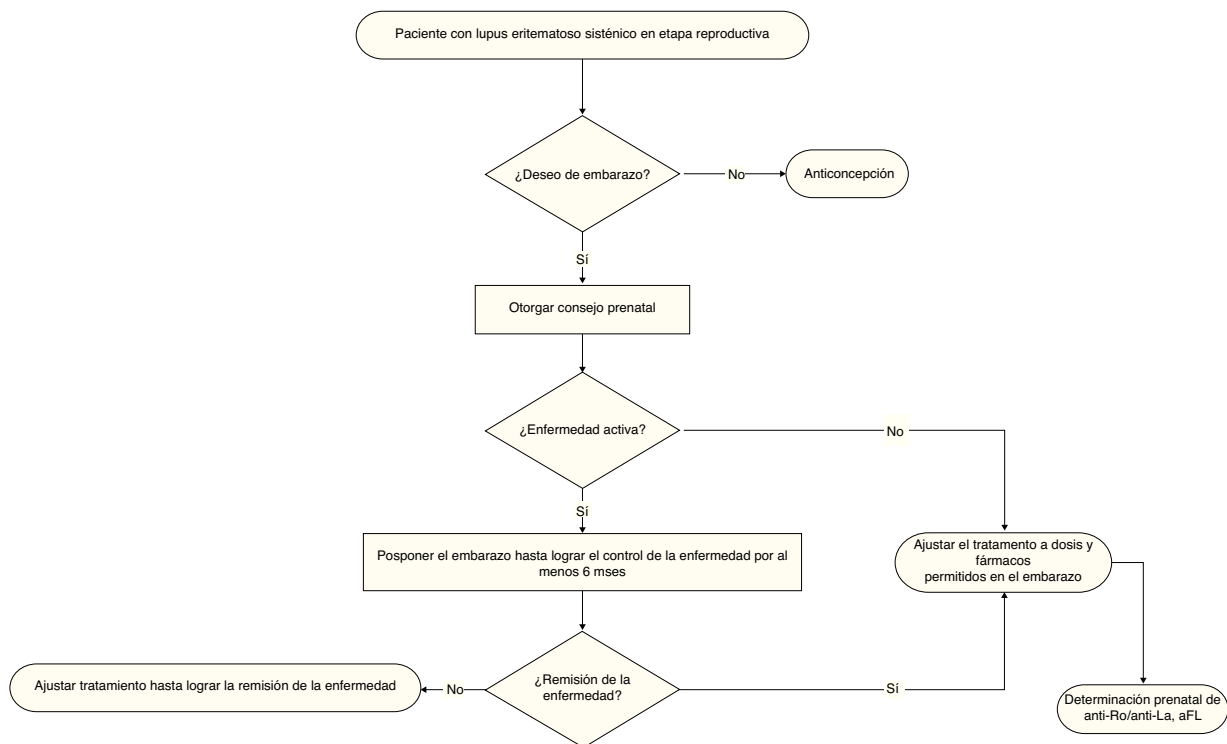 Paciente con lupus eritematoso sisténico en etapa reproductiva
¿Deseo de embarazo?
No
Anticoncepción
Sí
Otorgar consejo prenatal
¿Enfermedad activa?
No
Sí
Posponer el embarazo hasta lograr el control de la enfermedad por al
menos 6 mses
Ajustar el tratamento a dosis y
fármacos
permitidos en el embarazo
¿Remisión de la
enfermedad?
No
Ajustar tratamiento hasta lograr la remisión de la enfermedad
Sí
Determinación prenatal de
anti-Ro/anti-La, aFL